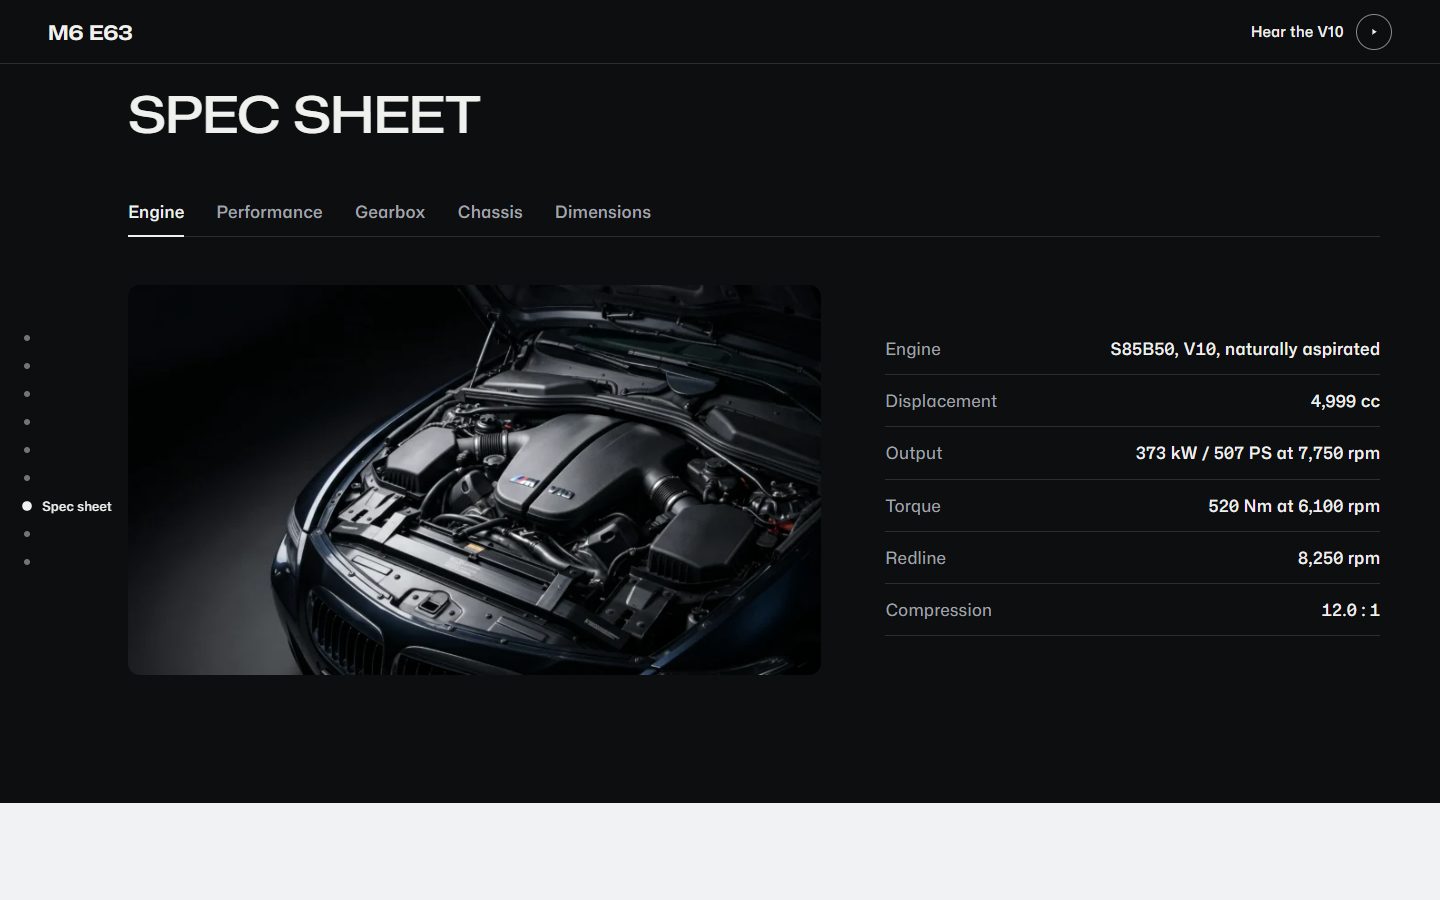 M6 E63
Hear the V10
SPEC SHEET
Engine Performance Gearbox Chassis Dimensions
Spec sheet
M V10
Engine S85B50, V10, naturally aspirated
Displacement 4,999 cc
Output 373 kW / 507 PS at 7,750 rpm
Torque 520 Nm at 6,100 rpm
Redline 8,250 rpm
Compression 12.0 : 1